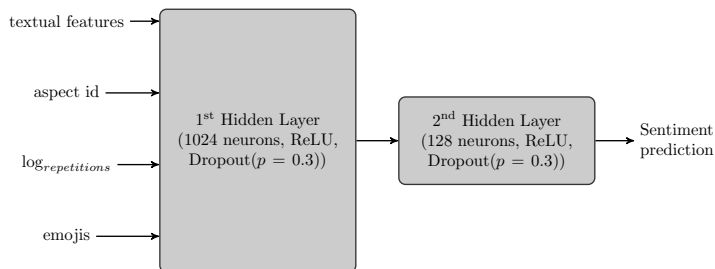 textual features
aspect id
log_repetitions
emojis
1st Hidden Layer
(1024 neurons, ReLU,
Dropout(p = 0.3))
2nd Hidden Layer
(128 neurons, ReLU,
Dropout(p = 0.3))
Sentiment
prediction